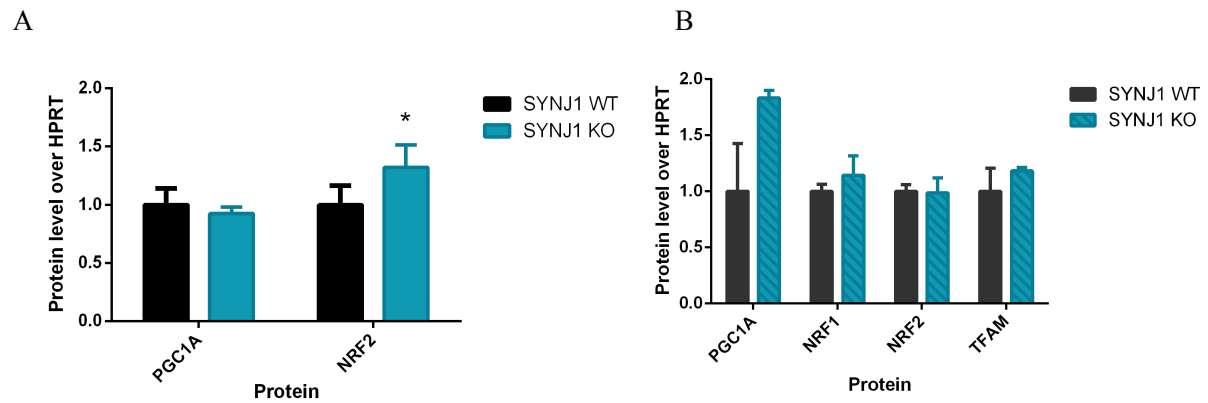 A
Protein level over HPRT
2.0
1.5
1.0
0.5
0.0
*
PGC1A
NRF2
Protein
SYNJ1 WT
SYNJ1 KO
B
Protein level over HPRT
2.0
1.5
1.0
0.5
0.0
PGC1A
NRF1
NRF2
TFAM
Protein
SYNJ1 WT
SYNJ1 KO